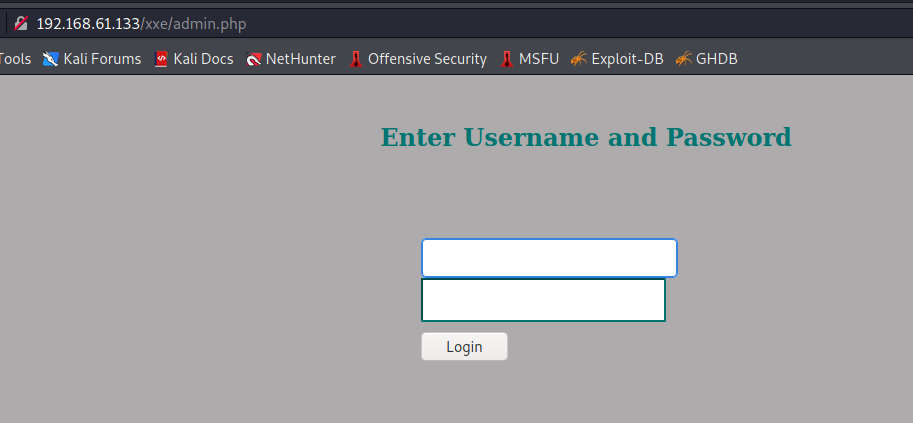 192.168.61.133/xxe/admin.php
Tools Kali Forums Kali Docs NetHunter Offensive Security MSFU Exploit-DB GHDB
Enter Username and Password
Login